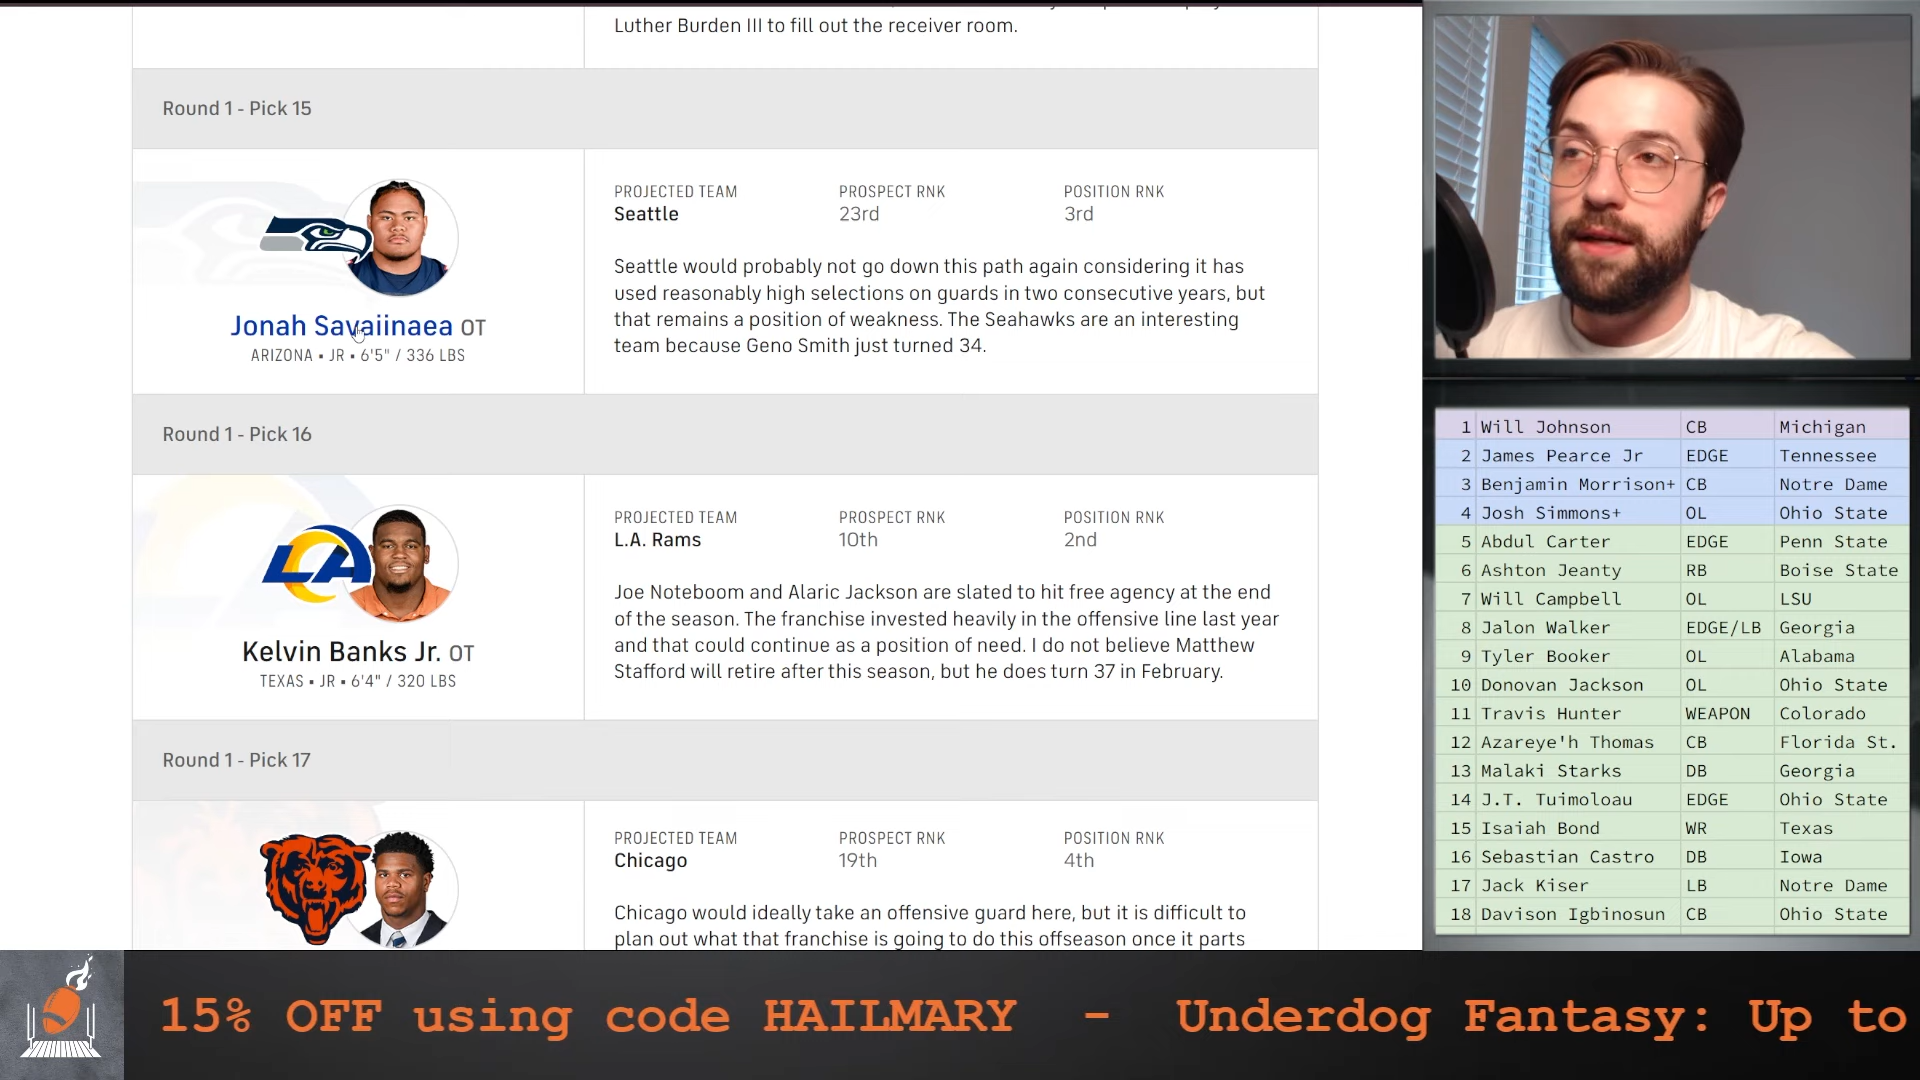 Luther Burden III to fill out the receiver room.
Round 1 - Pick 15
PROJECTED TEAM PROSPECT RNK POSITION RNK
Seattle 23rd 3rd
Seattle would probably not go down this path again considering it has
used reasonably high selections on guards in two consecutive years, but
that remains a position of weakness. The Seahawks are an interesting
team because Geno Smith just turned 34.
Jonah Savaiinaea OT
ARIZONA • JR • 6'5" / 336 LBS
Round 1 - Pick 16
PROJECTED TEAM PROSPECT RNK POSITION RNK
L.A. Rams 10th 2nd
Joe Noteboom and Alaric Jackson are slated to hit free agency at the end
of the season. The franchise invested heavily in the offensive line last year
and that could continue as a position of need. I do not believe Matthew
Stafford will retire after this season, but he does turn 37 in February.
LA
Kelvin Banks Jr. OT
TEXAS • JR • 6'4" / 320 LBS
Round 1 - Pick 17
PROJECTED TEAM PROSPECT RNK POSITION RNK
Chicago 19th 4th
Chicago would ideally take an offensive guard here, but it is difficult to
plan out what that franchise is going to do this offseason once it parts
1 Will Johnson CB Michigan
2 James Pearce Jr EDGE Tennessee
3 Benjamin Morrison+ CB Notre Dame
4 Josh Simmons+ OL Ohio State
5 Abdul Carter EDGE Penn State
6 Ashton Jeanty RB Boise State
7 Will Campbell OL LSU
8 Jalon Walker EDGE/LB Georgia
9 Tyler Booker OL Alabama
10 Donovan Jackson OL Ohio State
11 Travis Hunter WEAPON Colorado
12 Azareye'h Thomas CB Florida St.
13 Malaki Starks DB Georgia
14 J.T. Tuimoloau EDGE Ohio State
15 Isaiah Bond WR Texas
16 Sebastian Castro DB Iowa
17 Jack Kiser LB Notre Dame
18 Davison Igbinosun CB Ohio State
15% OFF using code HAILMARY - Underdog Fantasy: Up to